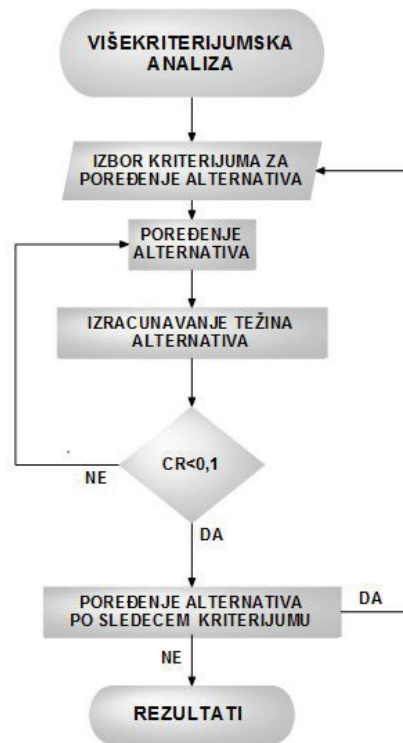 VIŠEKRITERIJUMSKA
ANALIZA
IZBOR KRITERIJUMA ZA
POREĐENJE ALTERNATIVA
POREĐENJE
ALTERNATIVA
IZRACUNAVANJE TEŽINA
ALTERNATIVA
CR<0,1
NE
DA
POREĐENJE ALTERNATIVA
PO SLEDECEM KRITERIJUMU
DA
NE
REZULTATI